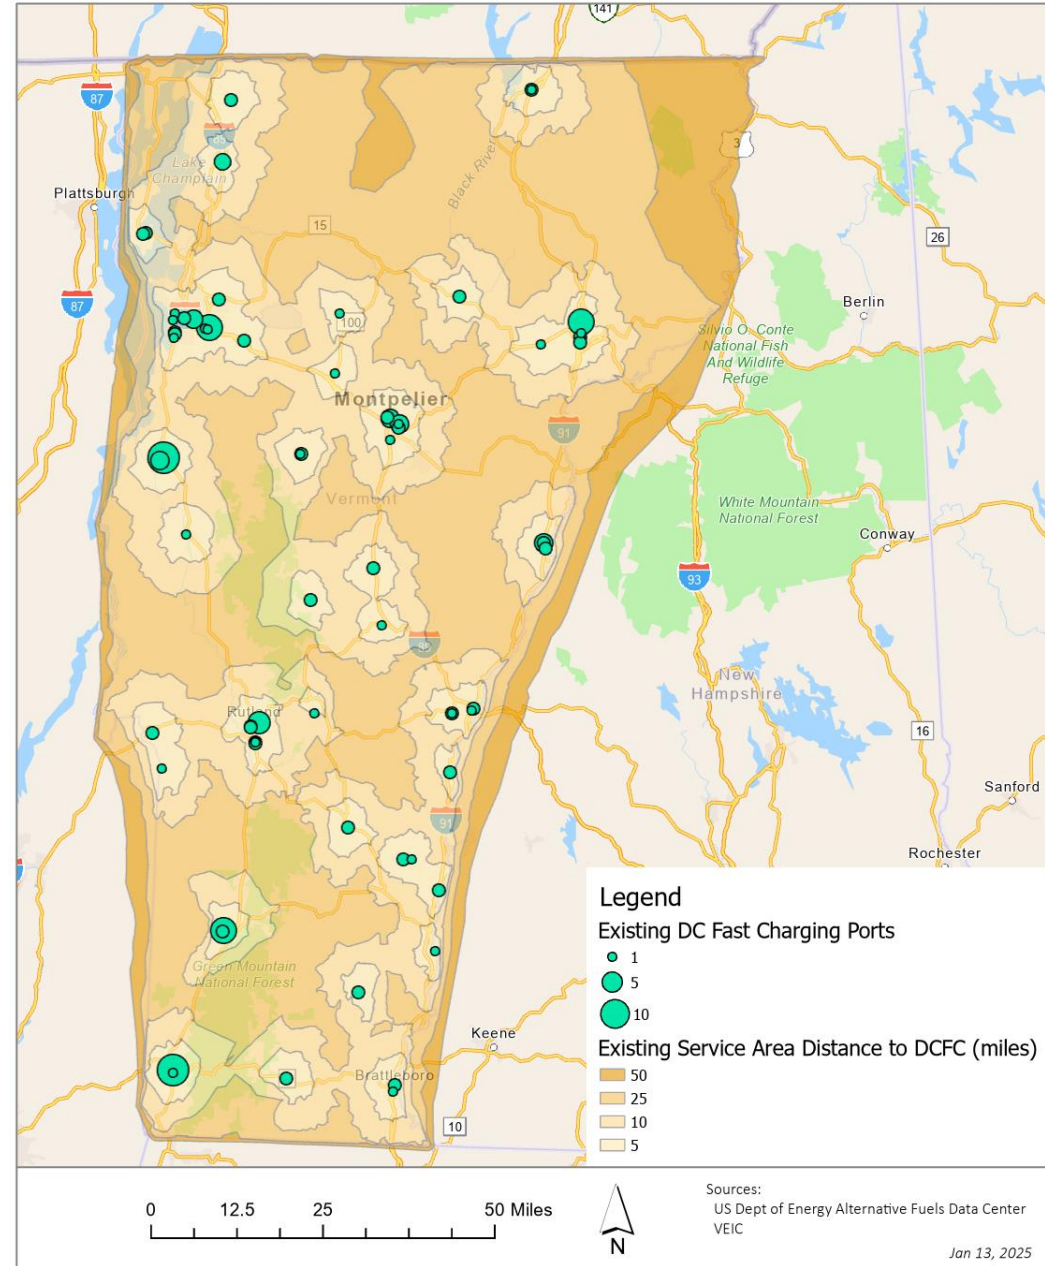 141
87
89
3
Lake
Champlain
Black River
Plattsburgh
15
26
87
Berlin
100
Silvio O. Conte
National Fish
And Wildlife
Refuge
Montpelier
91
Vermont
White Mountain
National Forest
Conway
93
89
New
Hampshire
Rutland
16
Sanford
91
Rochester
Green Mountain
National Forest
Keene
Brattleboro
10
Legend
Existing DC Fast Charging Ports
1
5
10
Existing Service Area Distance to DCFC (miles)
50
25
10
5
0 12.5 25 50 Miles
N
Sources:
US Dept of Energy Alternative Fuels Data Center
VEIC
Jan 13, 2025